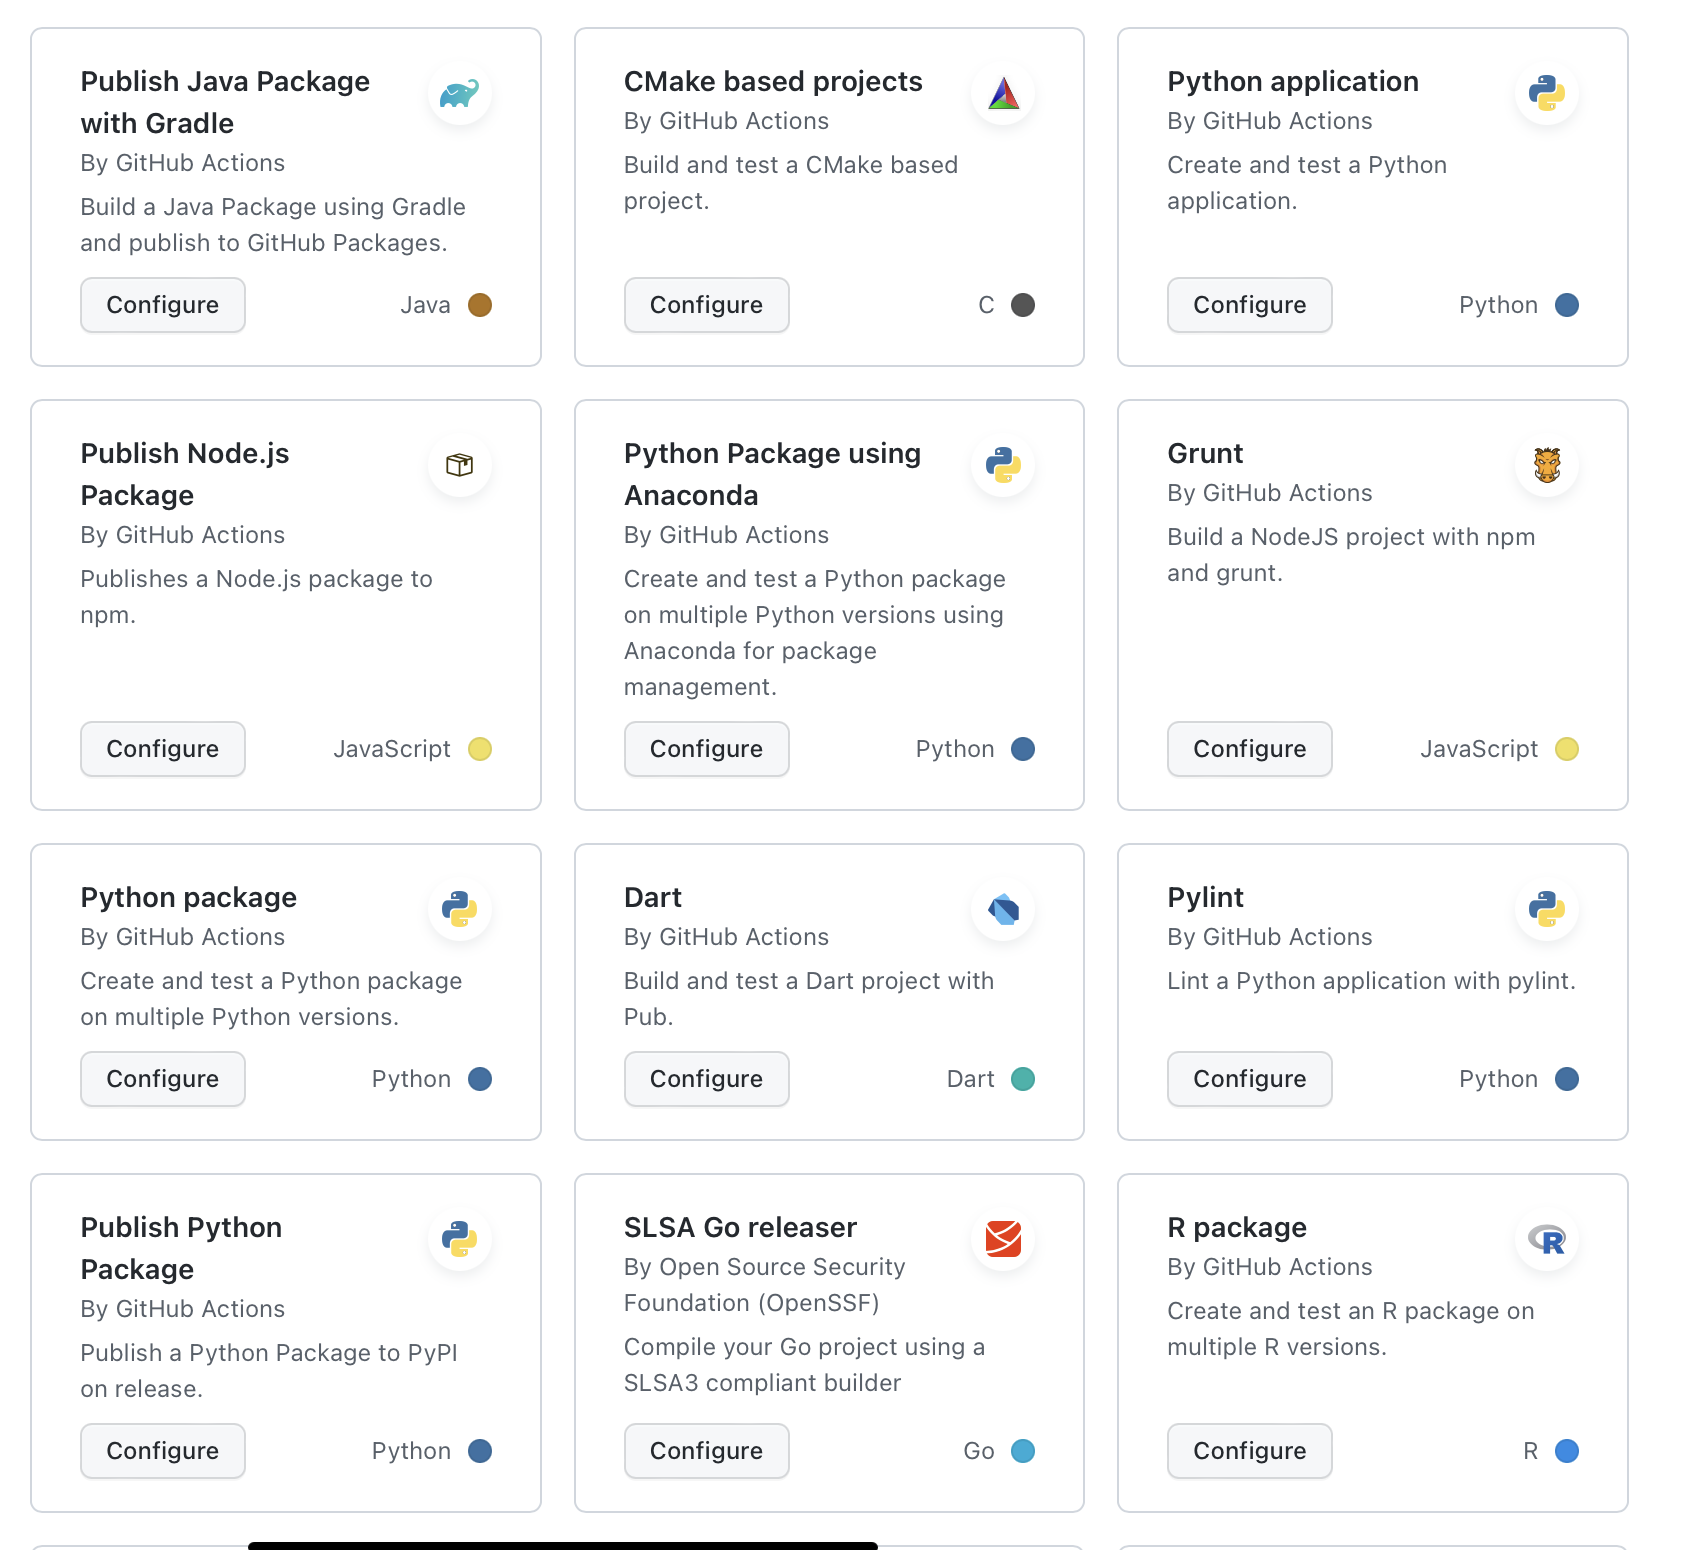 Publish Java Package
with Gradle
By GitHub Actions
Build a Java Package using Gradle
and publish to GitHub Packages.
Configure
Java
CMake based projects
By GitHub Actions
Build and test a CMake based
project.
Configure
C
Python application
By GitHub Actions
Create and test a Python
application.
Configure
Python
Publish Node.js
Package
By GitHub Actions
Publishes a Node.js package to
npm.
Configure
JavaScript
Python Package using
Anaconda
By GitHub Actions
Create and test a Python package
on multiple Python versions using
Anaconda for package
management.
Configure
Python
Grunt
By GitHub Actions
Build a NodeJS project with npm
and grunt.
Configure
JavaScript
Python package
By GitHub Actions
Create and test a Python package
on multiple Python versions.
Configure
Python
Dart
By GitHub Actions
Build and test a Dart project with
Pub.
Configure
Dart
Pylint
By GitHub Actions
Lint a Python application with pylint.
Configure
Python
Publish Python
Package
By GitHub Actions
Publish a Python Package to PyPI
on release.
Configure
Python
SLSA Go releaser
By Open Source Security
Foundation (OpenSSF)
Compile your Go project using a
SLSA3 compliant builder
Configure
Go
R package
By GitHub Actions
Create and test an R package on
multiple R versions.
Configure
R